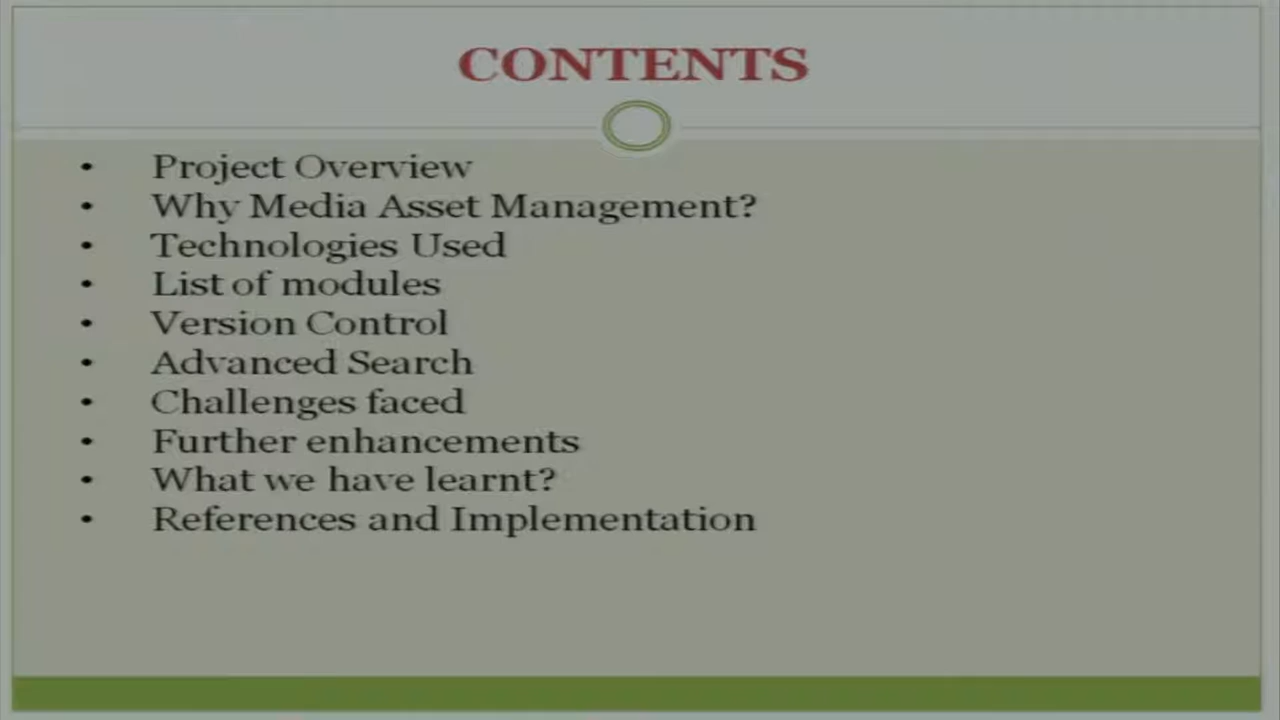 CONTENTS
• Project Overview
• Why Media Asset Management?
• Technologies Used
• List of modules
• Version Control
• Advanced Search
• Challenges faced
• Further enhancements
• What we have learnt?
• References and Implementation